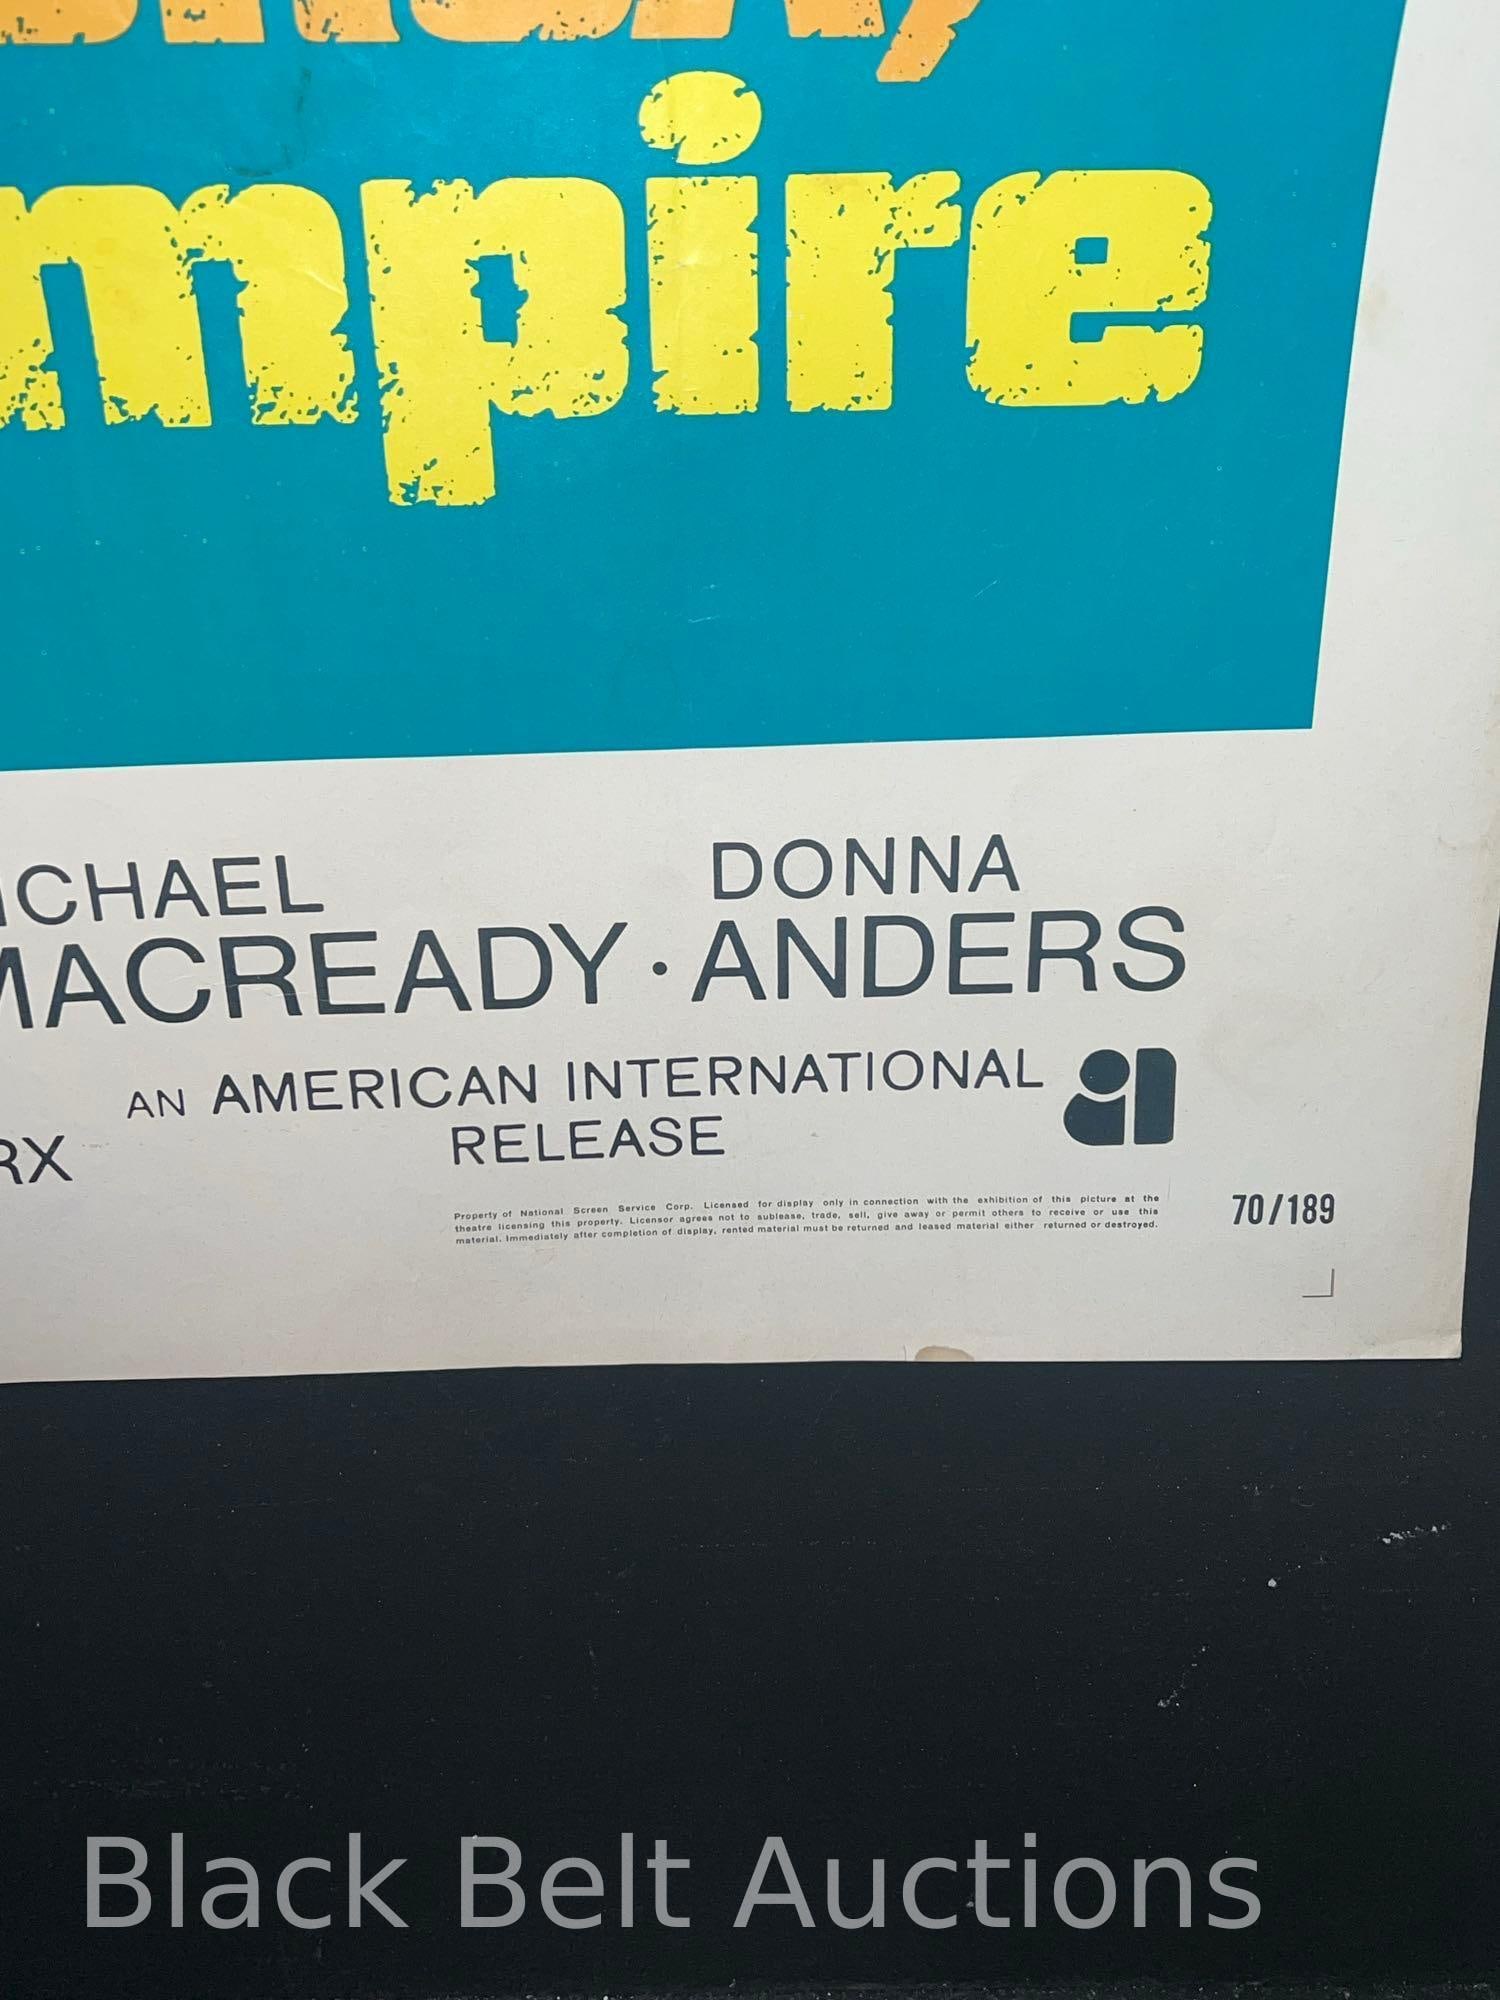 mpire
ICHAEL
MACREADY · ANDERS
DONNA
AN AMERICAN INTERNATIONAL
RELEASE
ai
RX
Property of National Screen Service Corp. Licensed for display only in connection with the exhibition of this picture at the
theatre licensing this property. Licensor agrees not to sublease, trade, sell, give away or permit others to receive or use this
material. Immediately after completion of display, rented material must be returned and leased material either returned or destroyed.
70/189
Black Belt Auctions